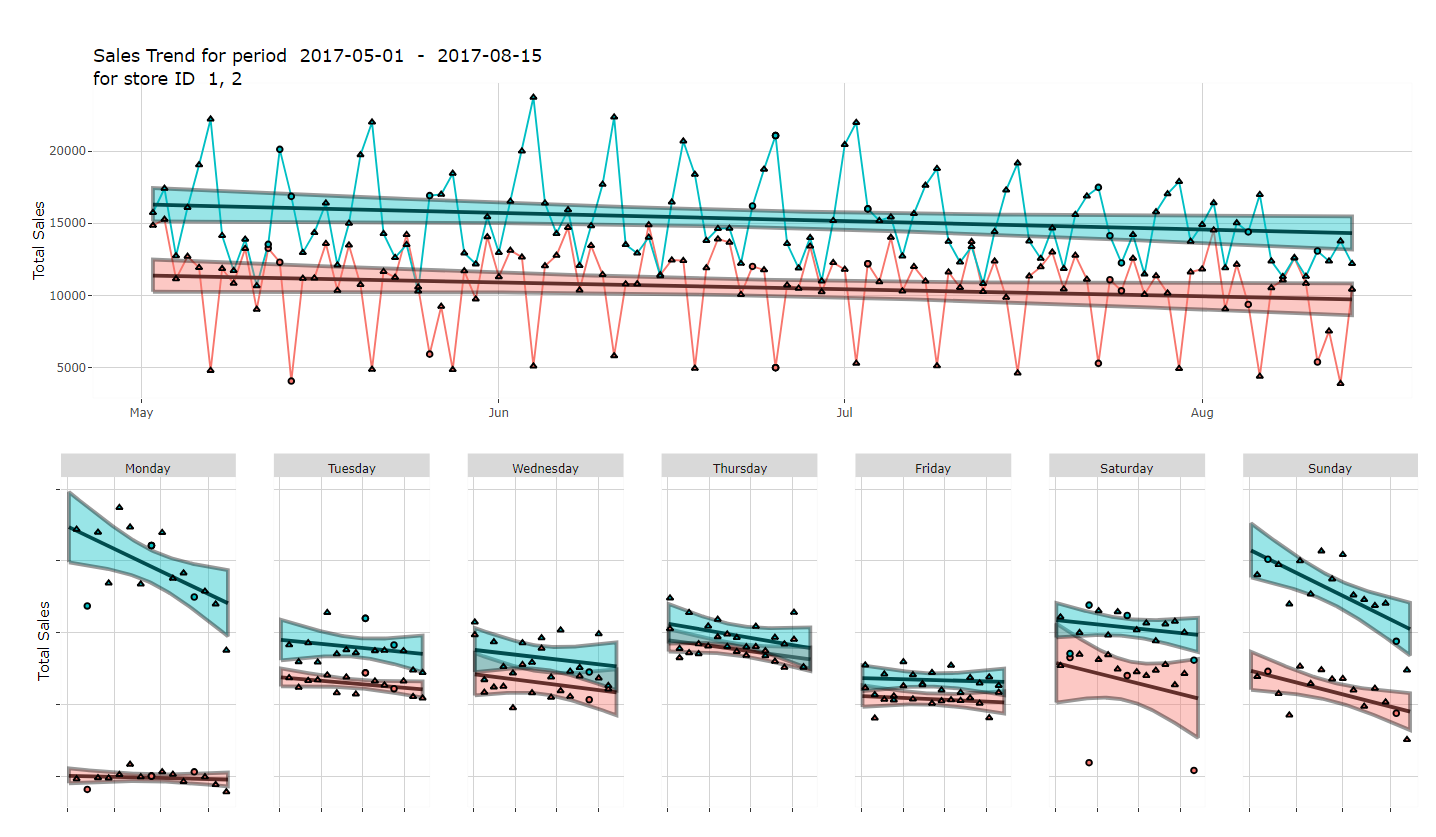 Sales Trend for period 2017-05-01 - 2017-08-15
for store ID 1, 2
Total Sales
20000
15000
10000
5000
May Jun Jul Aug
Monday Tuesday Wednesday Thursday Friday Saturday Sunday
Total Sales